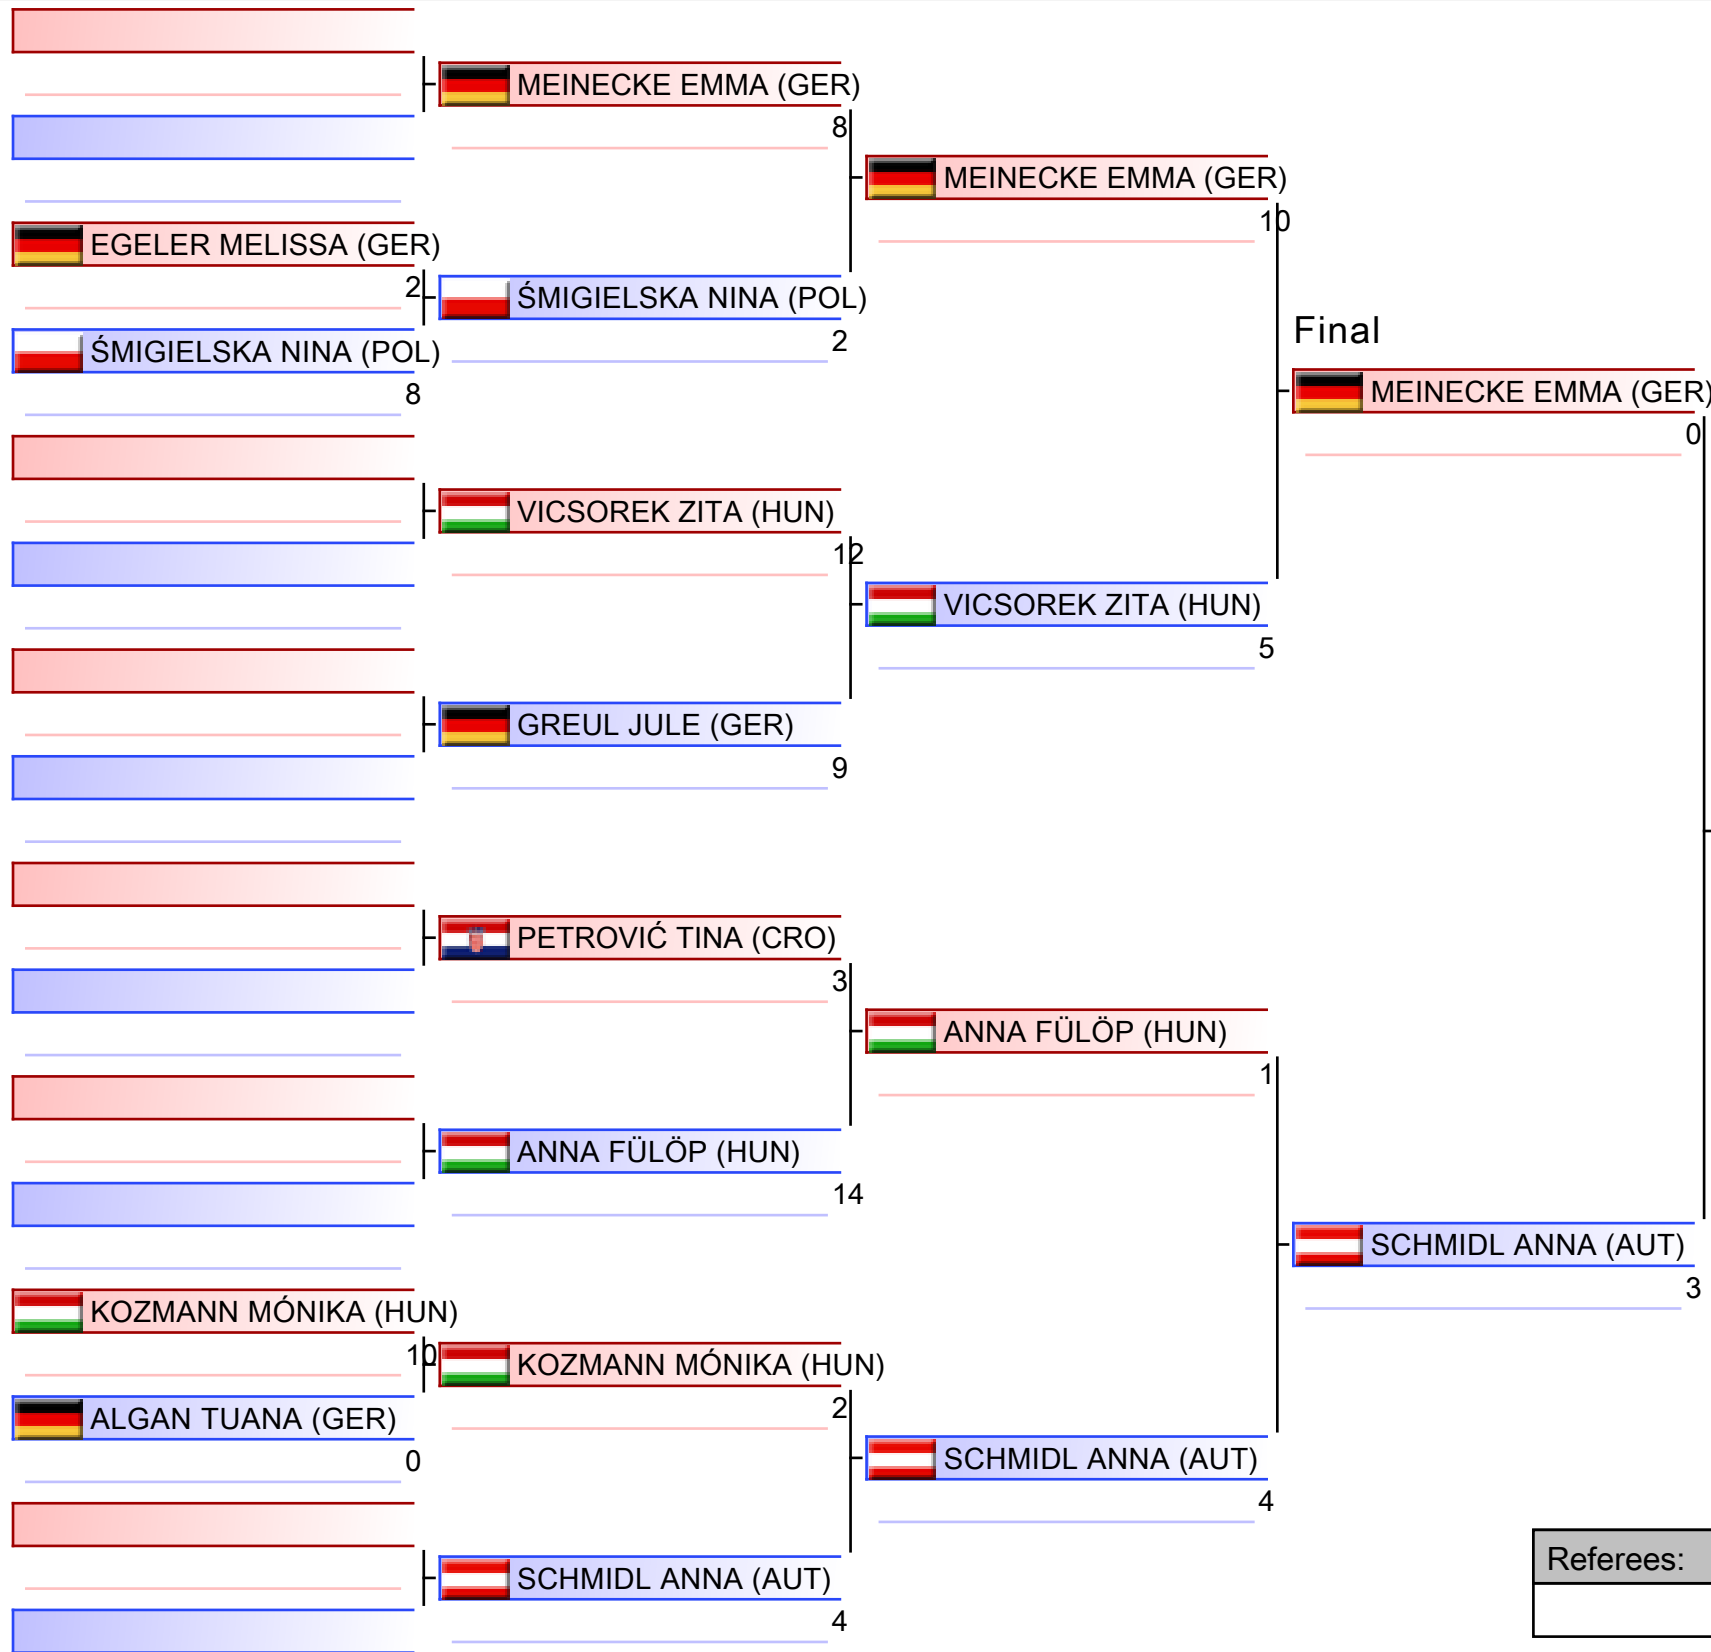 MEINECKE EMMA (GER)
8
MEINECKE EMMA (GER)
10
EGELER MELISSA (GER)
2
ŚMIGIELSKA NINA (POL)
2
ŚMIGIELSKA NINA (POL)
8
Final
MEINECKE EMMA (GER)
0
VICSOREK ZITA (HUN)
12
VICSOREK ZITA (HUN)
5
GREUL JULE (GER)
9
PETROVIĆ TINA (CRO)
3
ANNA FÜLÖP (HUN)
1
ANNA FÜLÖP (HUN)
14
SCHMIDL ANNA (AUT)
3
KOZMANN MÓNIKA (HUN)
10
KOZMANN MÓNIKA (HUN)
2
ALGAN TUANA (GER)
0
SCHMIDL ANNA (AUT)
4
SCHMIDL ANNA (AUT)
4
Referees: